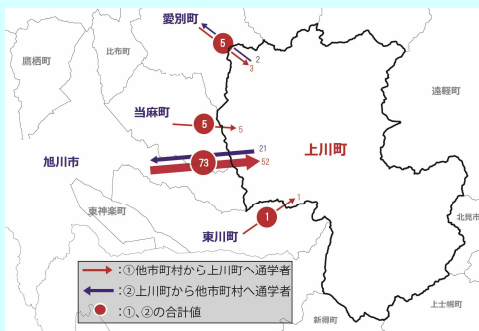 愛別町
鷹栖町
比布町
5
2
3
遠軽町
当麻町
5
5
上川町
旭川市
21
73
52
東神楽町
1
1
北見市
東川町
:①他市町村から上川町へ通学者
:②上川町から他市町村へ通学者
:①、②の合計値
上士幌町
新得町